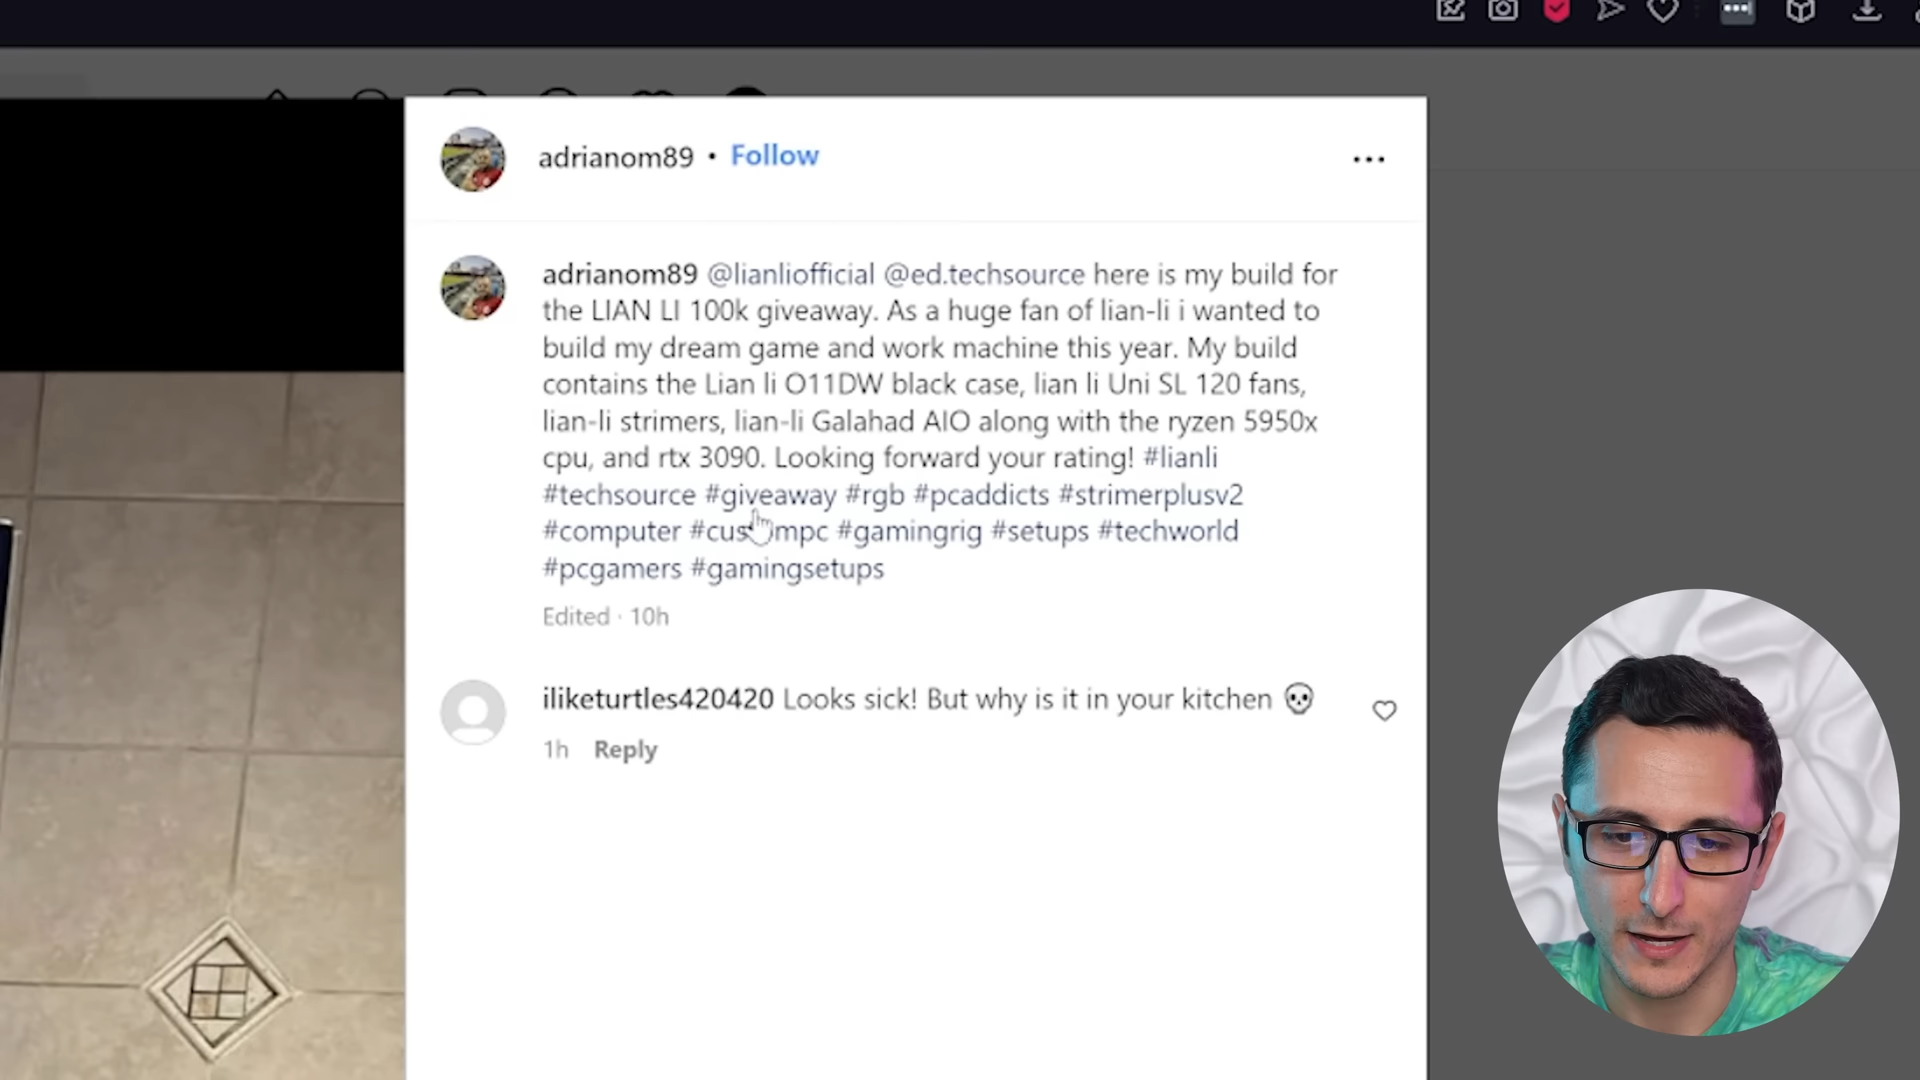 adrianom89 • Follow
adrianom89 @lianliofficial @ed.techsource here is my build for
the LIAN LI 100k giveaway. As a huge fan of lian-li i wanted to
build my dream game and work machine this year. My build
contains the Lian li O11DW black case, lian li Uni SL 120 fans,
lian-li strimers, lian-li Galahad AIO along with the ryzen 5950x
cpu, and rtx 3090. Looking forward your rating! #lianli
#techsource #giveaway #rgb #pcaddicts #strimerplusv2
#computer #custompc #gamingrig #setups #techworld
#pcgamers #gamingsetups
Edited · 10h
iliketurtles420420 Looks sick! But why is it in your kitchen 💀
1h Reply